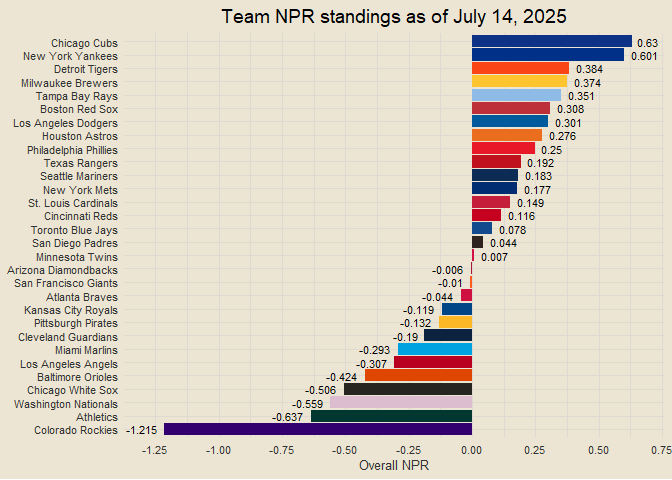 Team NPR standings as of July 14, 2025
Chicago Cubs 0.63
New York Yankees 0.601
Detroit Tigers 0.384
Milwaukee Brewers 0.374
Tampa Bay Rays 0.351
Boston Red Sox 0.308
Los Angeles Dodgers 0.301
Houston Astros 0.276
Philadelphia Phillies 0.25
Texas Rangers 0.192
Seattle Mariners 0.183
New York Mets 0.177
St. Louis Cardinals 0.149
Cincinnati Reds 0.116
Toronto Blue Jays 0.078
San Diego Padres 0.044
Minnesota Twins 0.007
Arizona Diamondbacks -0.006
San Francisco Giants -0.01
Atlanta Braves -0.044
Kansas City Royals -0.119
Pittsburgh Pirates -0.132
Cleveland Guardians -0.19
Miami Marlins -0.293
Los Angeles Angels -0.307
Baltimore Orioles -0.424
Chicago White Sox -0.506
Washington Nationals -0.559
Athletics -0.637
Colorado Rockies -1.215
-1.25 -1.00 -0.75 -0.50 -0.25 0.00 0.25 0.50 0.75
Overall NPR